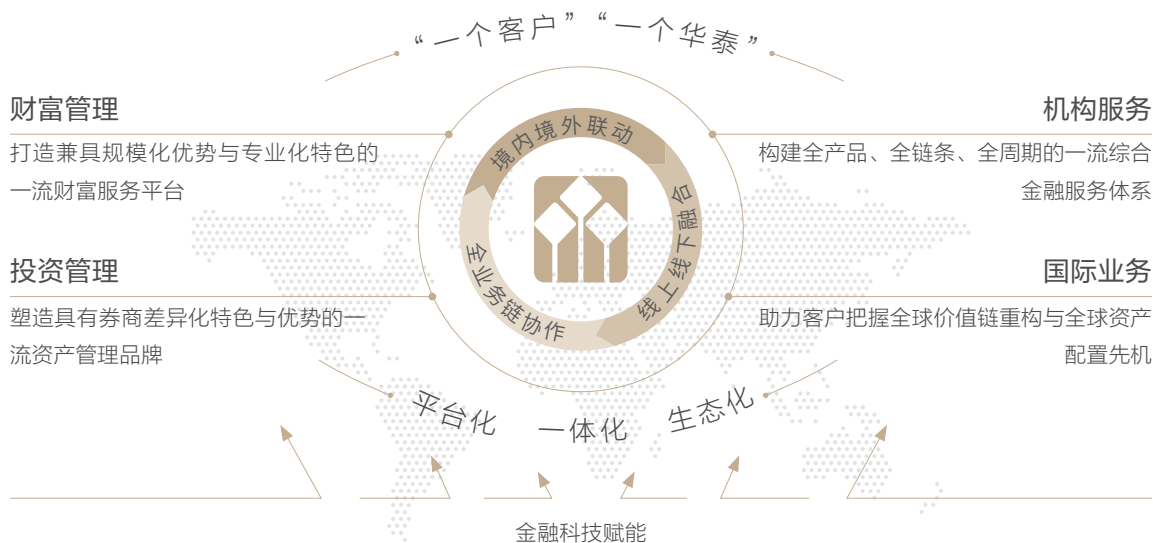 “一个客户”“一个华泰”
财富管理
打造兼具规模化优势与专业化特色的
一流财富服务平台
投资管理
塑造具有券商差异化特色与优势的一
流资产管理品牌
境内境外联动
线上线下融合
全业务链协作
机构服务
构建全产品、全链条、全周期的一流综合
金融服务体系
国际业务
助力客户把握全球价值链重构与全球资产
配置先机
平台化 一体化 生态化
金融科技赋能